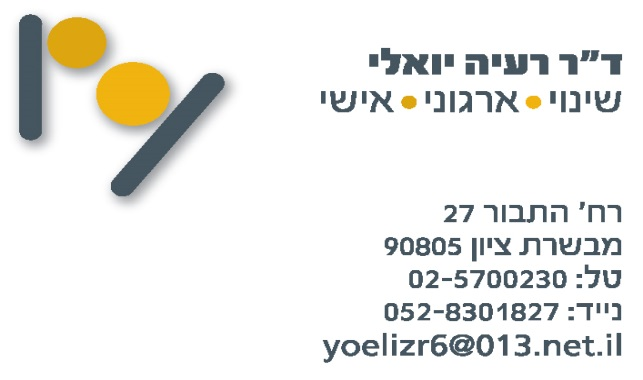 ד"ר רעיה יואלי
שינוי • ארגוני • אישי
רח' התבור 27
מבשרת ציון 90805
טל: 02-5700230
נייד: 052-8301827
yoelizr6@013.net.il